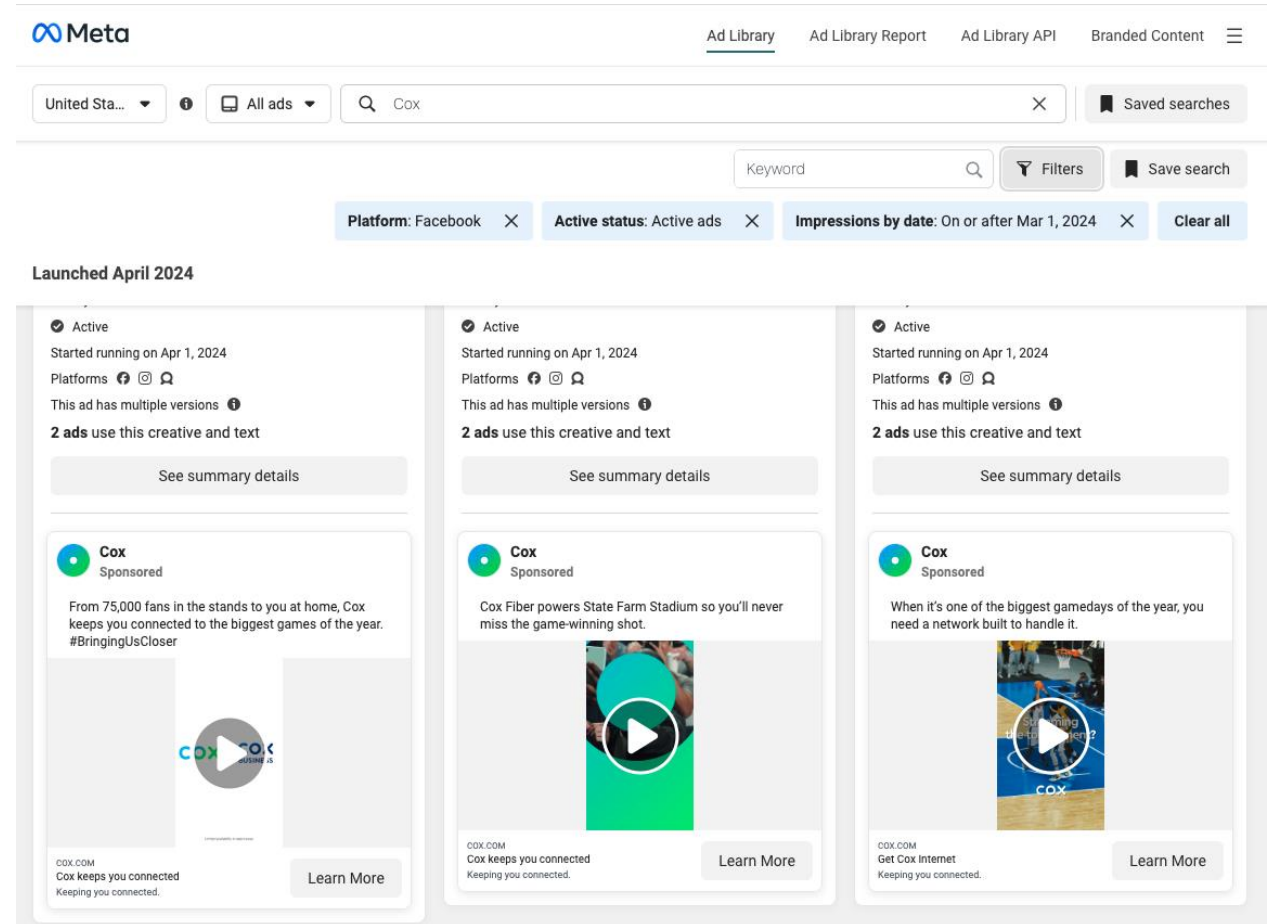 Meta
Ad Library Ad Library Report Ad Library API Branded Content
United Sta... All ads Cox Saved searches
Keyword Filters Save search
Platform: Facebook Active status: Active ads Impressions by date: On or after Mar 1, 2024 Clear all
Launched April 2024
Active
Started running on Apr 1, 2024
Platforms
This ad has multiple versions
2 ads use this creative and text
See summary details
Cox
Sponsored
From 75,000 fans in the stands to you at home, Cox
keeps you connected to the biggest games of the year.
#BringingUsCloser
COX COX
BUSINESS
COX.COM
Cox keeps you connected
Keeping you connected.
Learn More
Active
Started running on Apr 1, 2024
Platforms
This ad has multiple versions
2 ads use this creative and text
See summary details
Cox
Sponsored
Cox Fiber powers State Farm Stadium so you'll never
miss the game-winning shot.
COX.COM
Cox keeps you connected
Keeping you connected.
Learn More
Active
Started running on Apr 1, 2024
Platforms
This ad has multiple versions
2 ads use this creative and text
See summary details
Cox
Sponsored
When it's one of the biggest gamedays of the year, you
need a network built to handle it.
Streaming
COX
COX.COM
Get Cox Internet
Keeping you connected.
Learn More